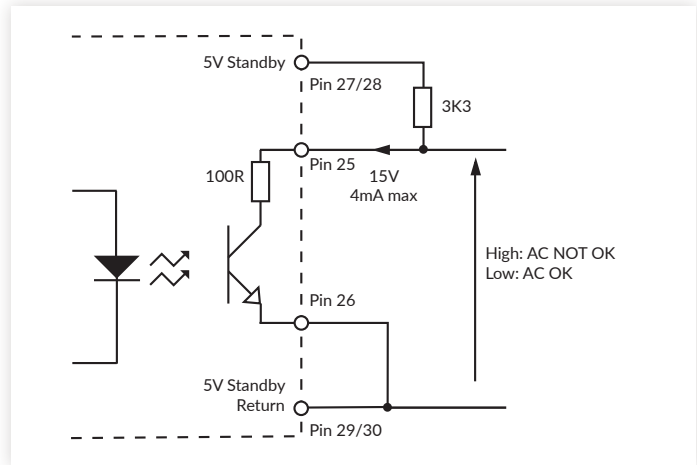 5V Standby
Pin 27/28
3K3
Pin 25
100R
15V
4mA max
High: AC NOT OK
Low: AC OK
Pin 26
5V Standby
Return
Pin 29/30